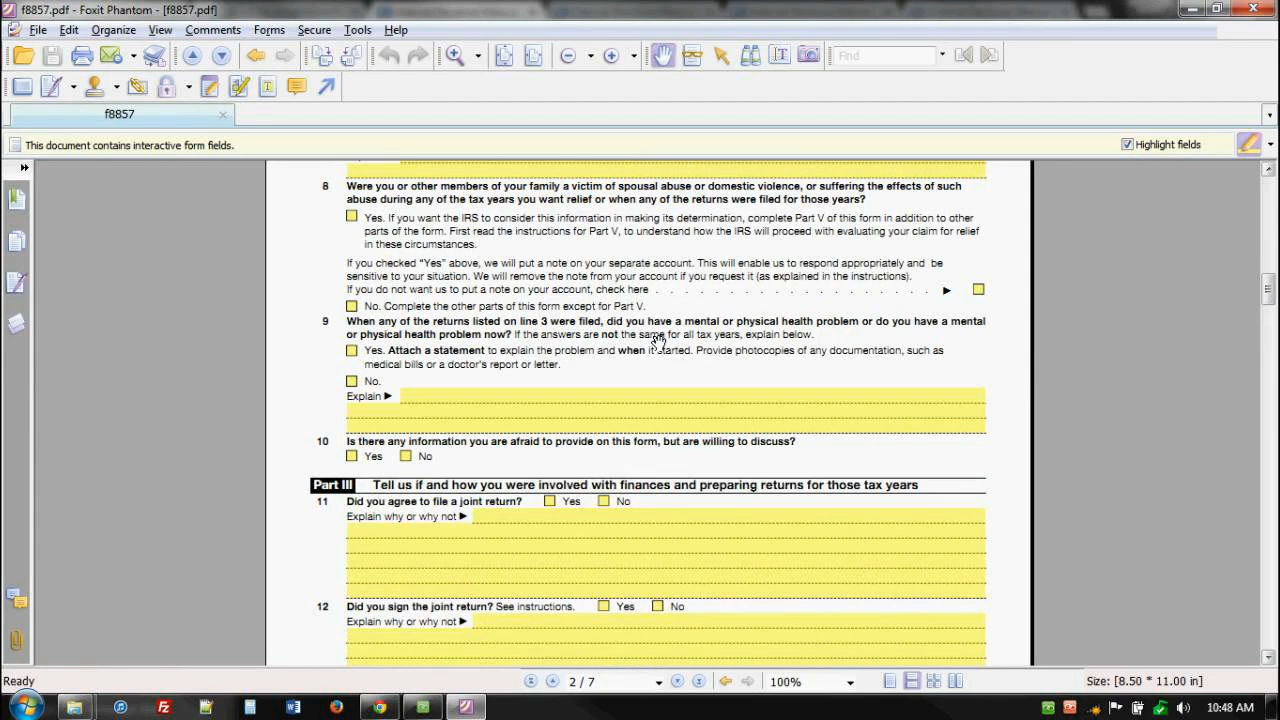 f8857.pdf - Foxit Phantom - [f8857.pdf]
File Edit Organize View Comments Forms Secure Tools Help
Find
f8857
This document contains interactive form fields.
Highlight fields
8 Were you or other members of your family a victim of spousal abuse or domestic violence, or suffering the effects of such
abuse during any of the tax years you want relief or when any of the returns were filed for those years?
Yes. If you want the IRS to consider this information in making its determination, complete Part V of this form in addition to other
parts of the form. First read the instructions for Part V, to understand how the IRS will proceed with evaluating your claim for relief
in these circumstances.
If you checked “Yes” above, we will put a note on your separate account. This will enable us to respond appropriately and be
sensitive to your situation. We will remove the note from your account if you request it (as explained in the instructions).
If you do not want us to put a note on your account, check here . . . . . . . . . . . . . . . . . . . ▶
No. Complete the other parts of this form except for Part V.
9 When any of the returns listed on line 3 were filed, did you have a mental or physical health problem or do you have a mental
or physical health problem now? If the answers are not the same for all tax years, explain below.
Yes. Attach a statement to explain the problem and when it started. Provide photocopies of any documentation, such as
medical bills or a doctor's report or letter.
No.
Explain ▶
10 Is there any information you are afraid to provide on this form, but are willing to discuss?
Yes No
Part III Tell us if and how you were involved with finances and preparing returns for those tax years
11 Did you agree to file a joint return? Yes No
Explain why or why not ▶
12 Did you sign the joint return? See instructions. Yes No
Explain why or why not ▶
Ready
2 / 7
100%
Size: [8.50 * 11.00 in]
10:48 AM